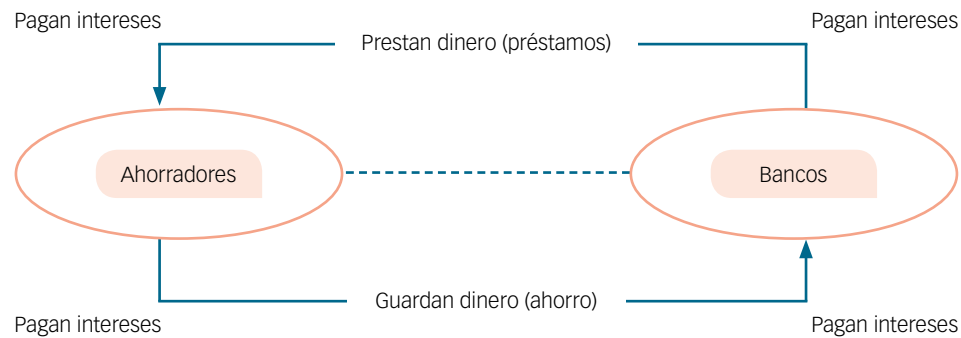 Pagan intereses
Pagan intereses
Prestan dinero (préstamos)
Ahorradores
Bancos
Guardan dinero (ahorro)
Pagan intereses
Pagan intereses